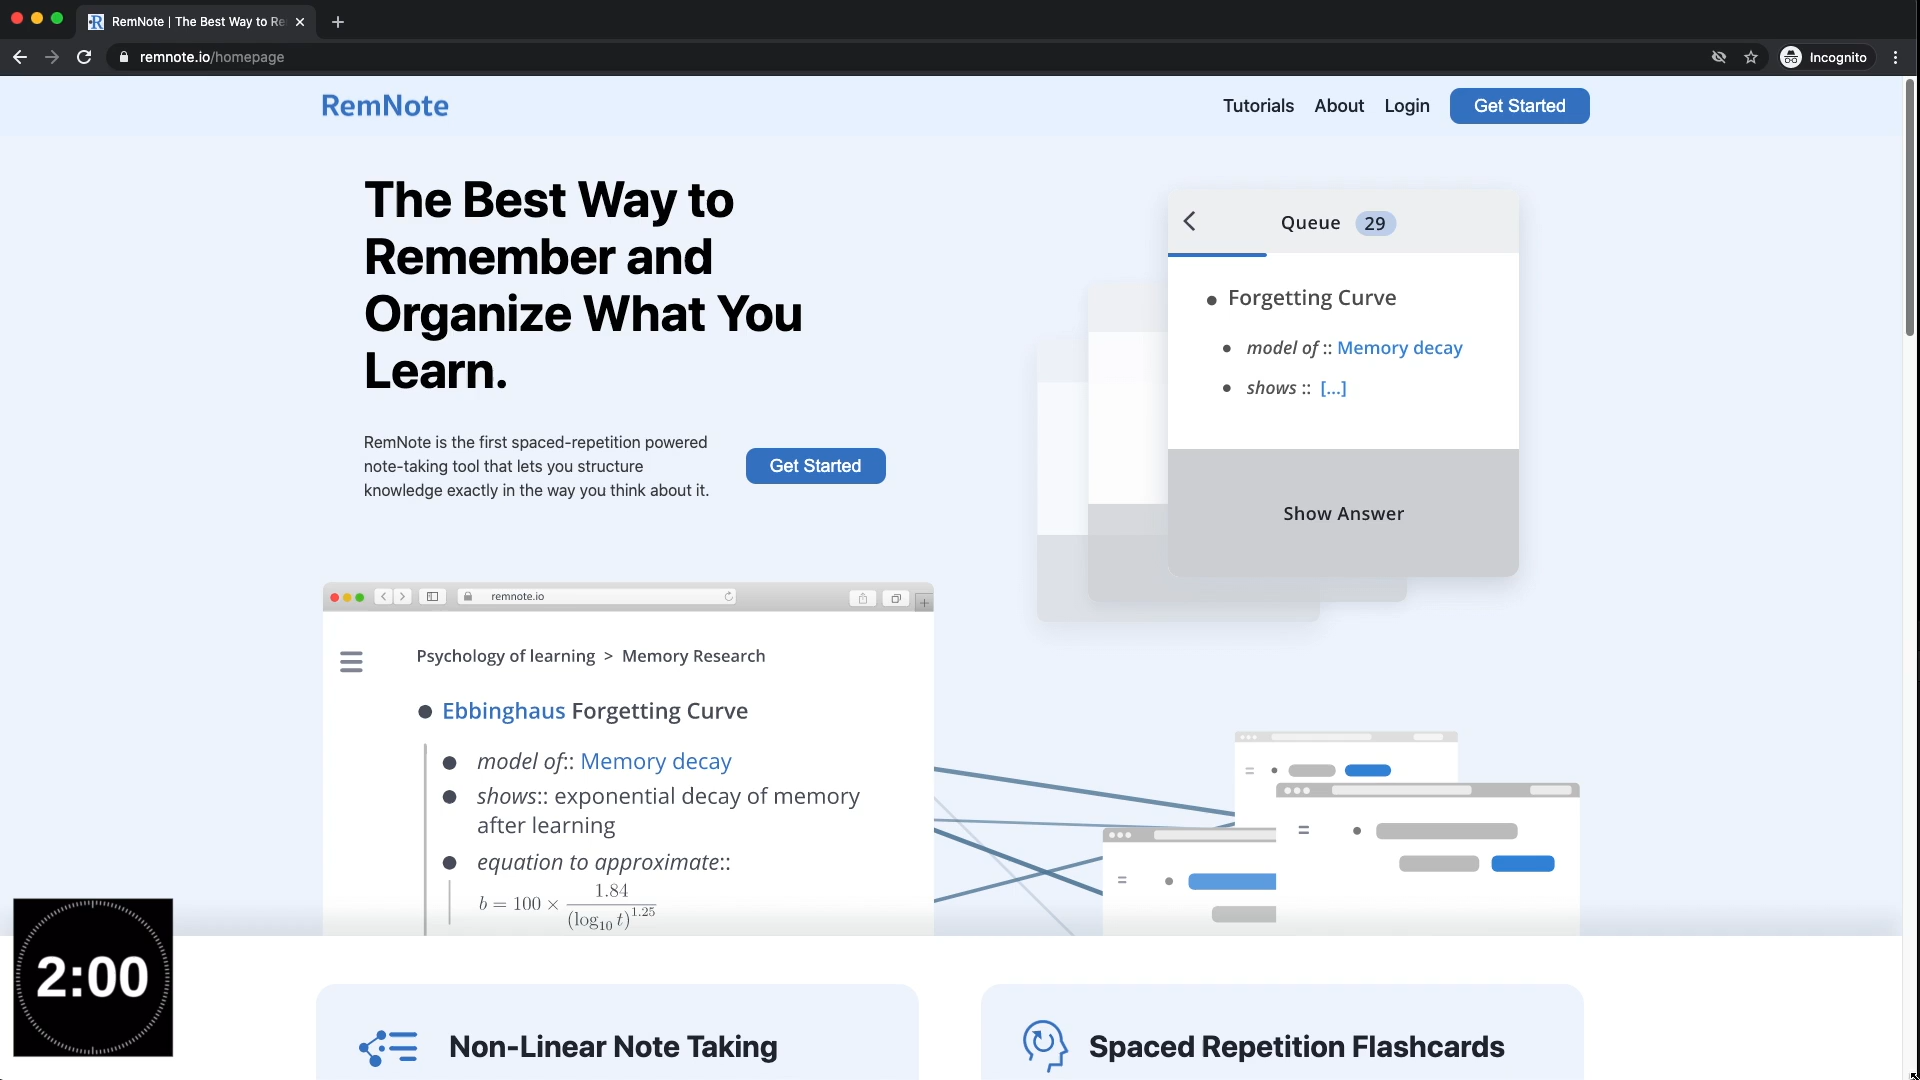 RemNote | The Best Way to Re
remnote.io/homepage
Incognito
RemNote
Tutorials About Login Get Started
The Best Way to
Remember and
Organize What You
Learn.
RemNote is the first spaced-repetition powered
note-taking tool that lets you structure
knowledge exactly in the way you think about it.
Get Started
Queue 29
Forgetting Curve
model of :: Memory decay
shows :: [...]
Show Answer
remnote.io
Psychology of learning > Memory Research
Ebbinghaus Forgetting Curve
model of:: Memory decay
shows:: exponential decay of memory
after learning
equation to approximate::
b = 100 × 1.84 / (log₁₀ t)^1.25
2:00
Non-Linear Note Taking
Spaced Repetition Flashcards